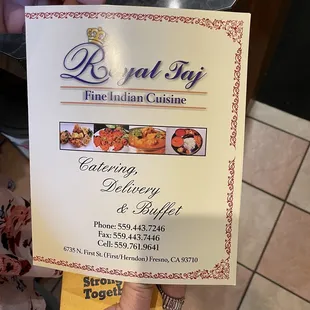 Royal Taj
Fine Indian Cuisine
Catering,
Delivery
& Buffet
Phone: 559.443.7246
Fax: 559.443.7446
Cell: 559.761.9641
6735 N. First St. (First/Herndon) Fresno, CA 93710
Strong
Together